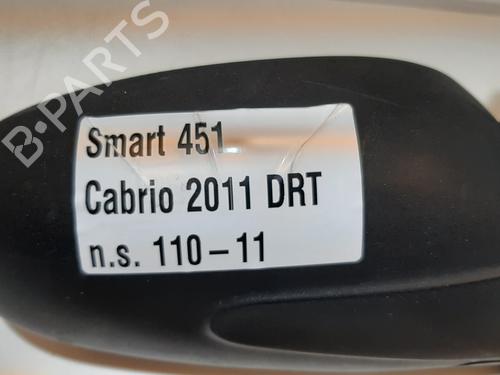 B-PARTS
Smart 451
Cabrio 2011 DRT
n.s. 110-11